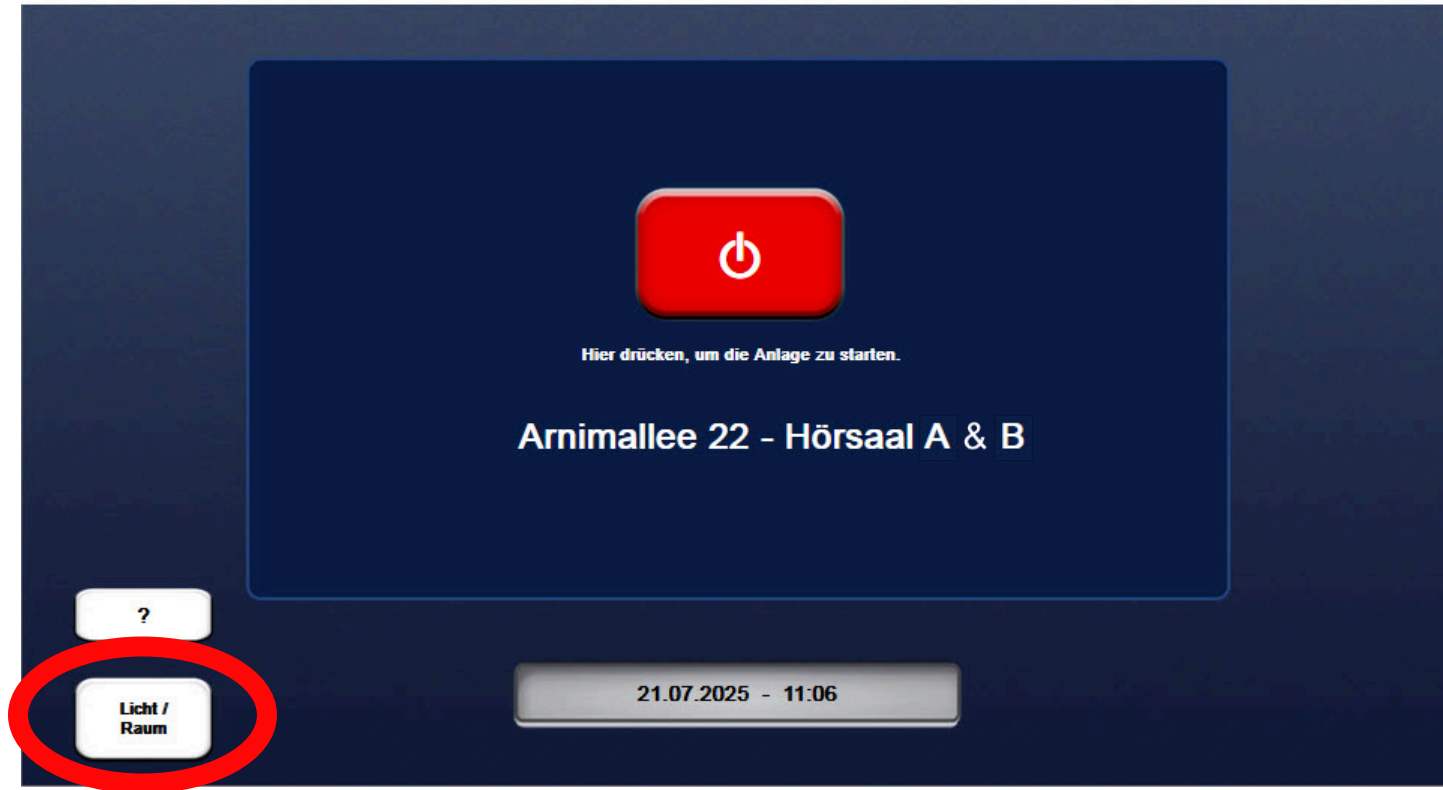 Hier drücken, um die Anlage zu starten.
Arnimallee 22 - Hörsaal A & B
?
Licht /
Raum
21.07.2025 - 11:06